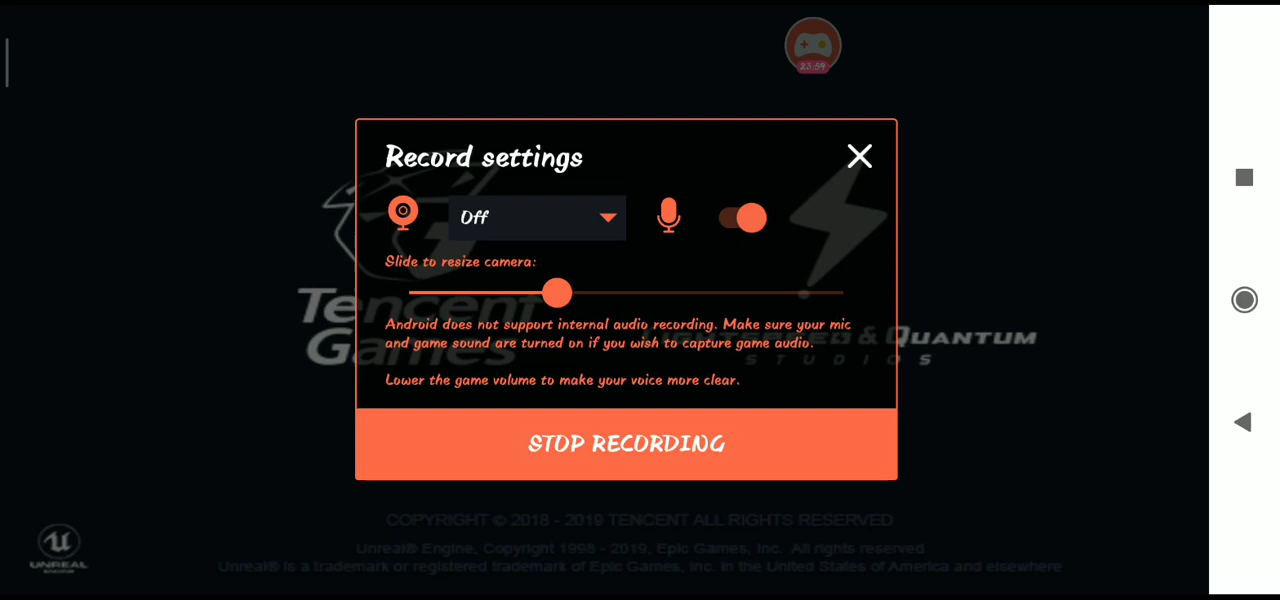 23:59
Record settings
Off
Slide to resize camera:
Android does not support internal audio recording. Make sure your mic
and game sound are turned on if you wish to capture game audio.
Lower the game volume to make your voice more clear.
STOP RECORDING
Tencent
Games
& QUANTUM
STUDIOS
COPYRIGHT © 2018 - 2019 TENCENT ALL RIGHTS RESERVED
Unreal® Engine, Copyright 1998 - 2019, Epic Games, Inc. All rights reserved
Unreal® is a trademark or registered trademark of Epic Games, Inc. in the United States of America and elsewhere
UNREAL